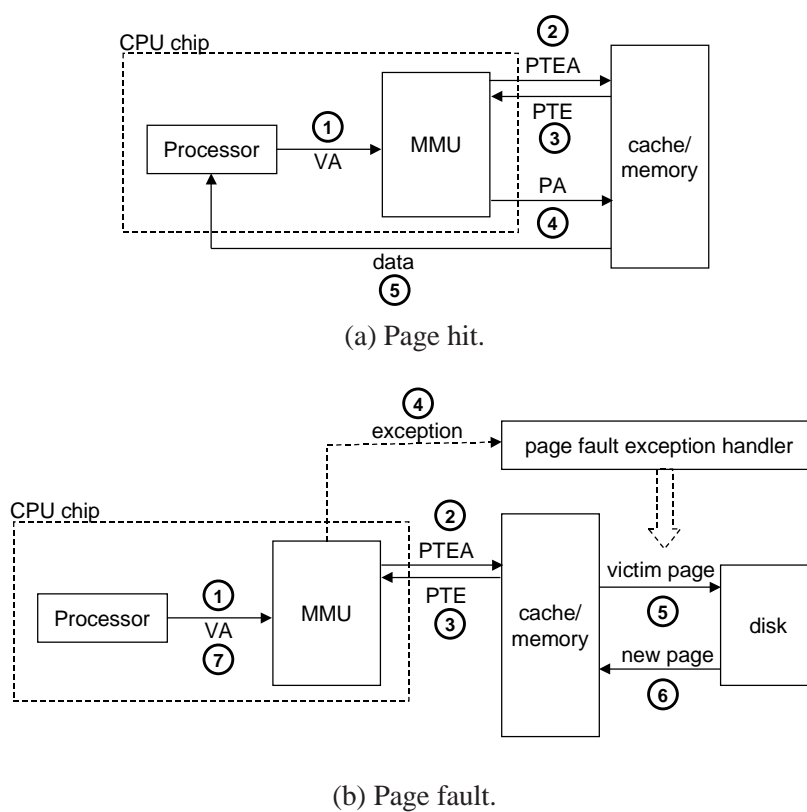 CPU chip
2
PTEA
PTE
3
1
Processor
VA
MMU
cache/
memory
PA
4
data
5
(a) Page hit.
4
exception
page fault exception handler
CPU chip
2
PTEA
PTE
3
1
Processor
VA
7
MMU
cache/
memory
victim page
5
disk
new page
6
(b) Page fault.